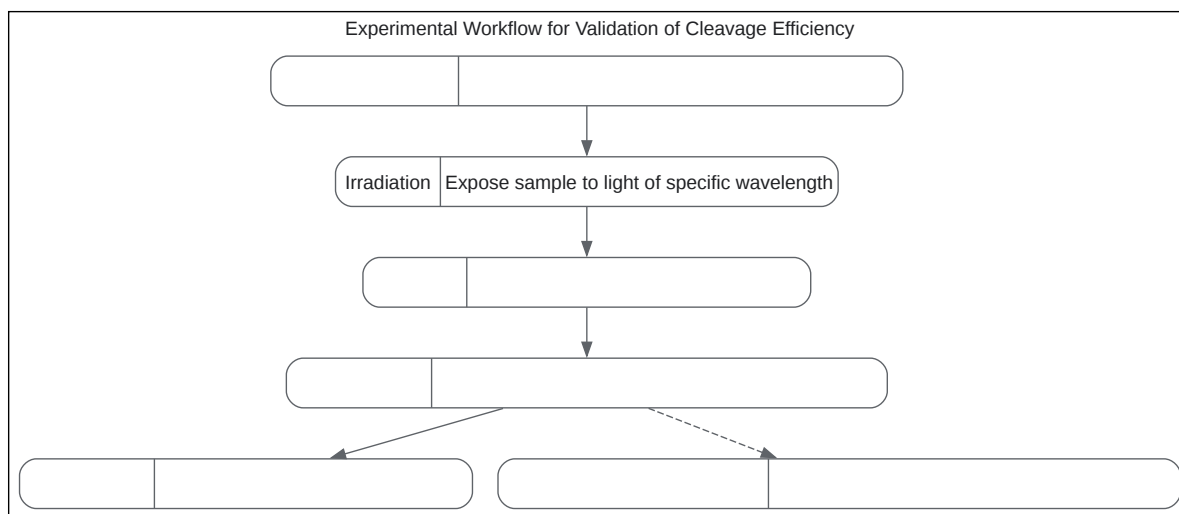 Experimental Workflow for Validation of Cleavage Efficiency
Irradiation Expose sample to light of specific wavelength